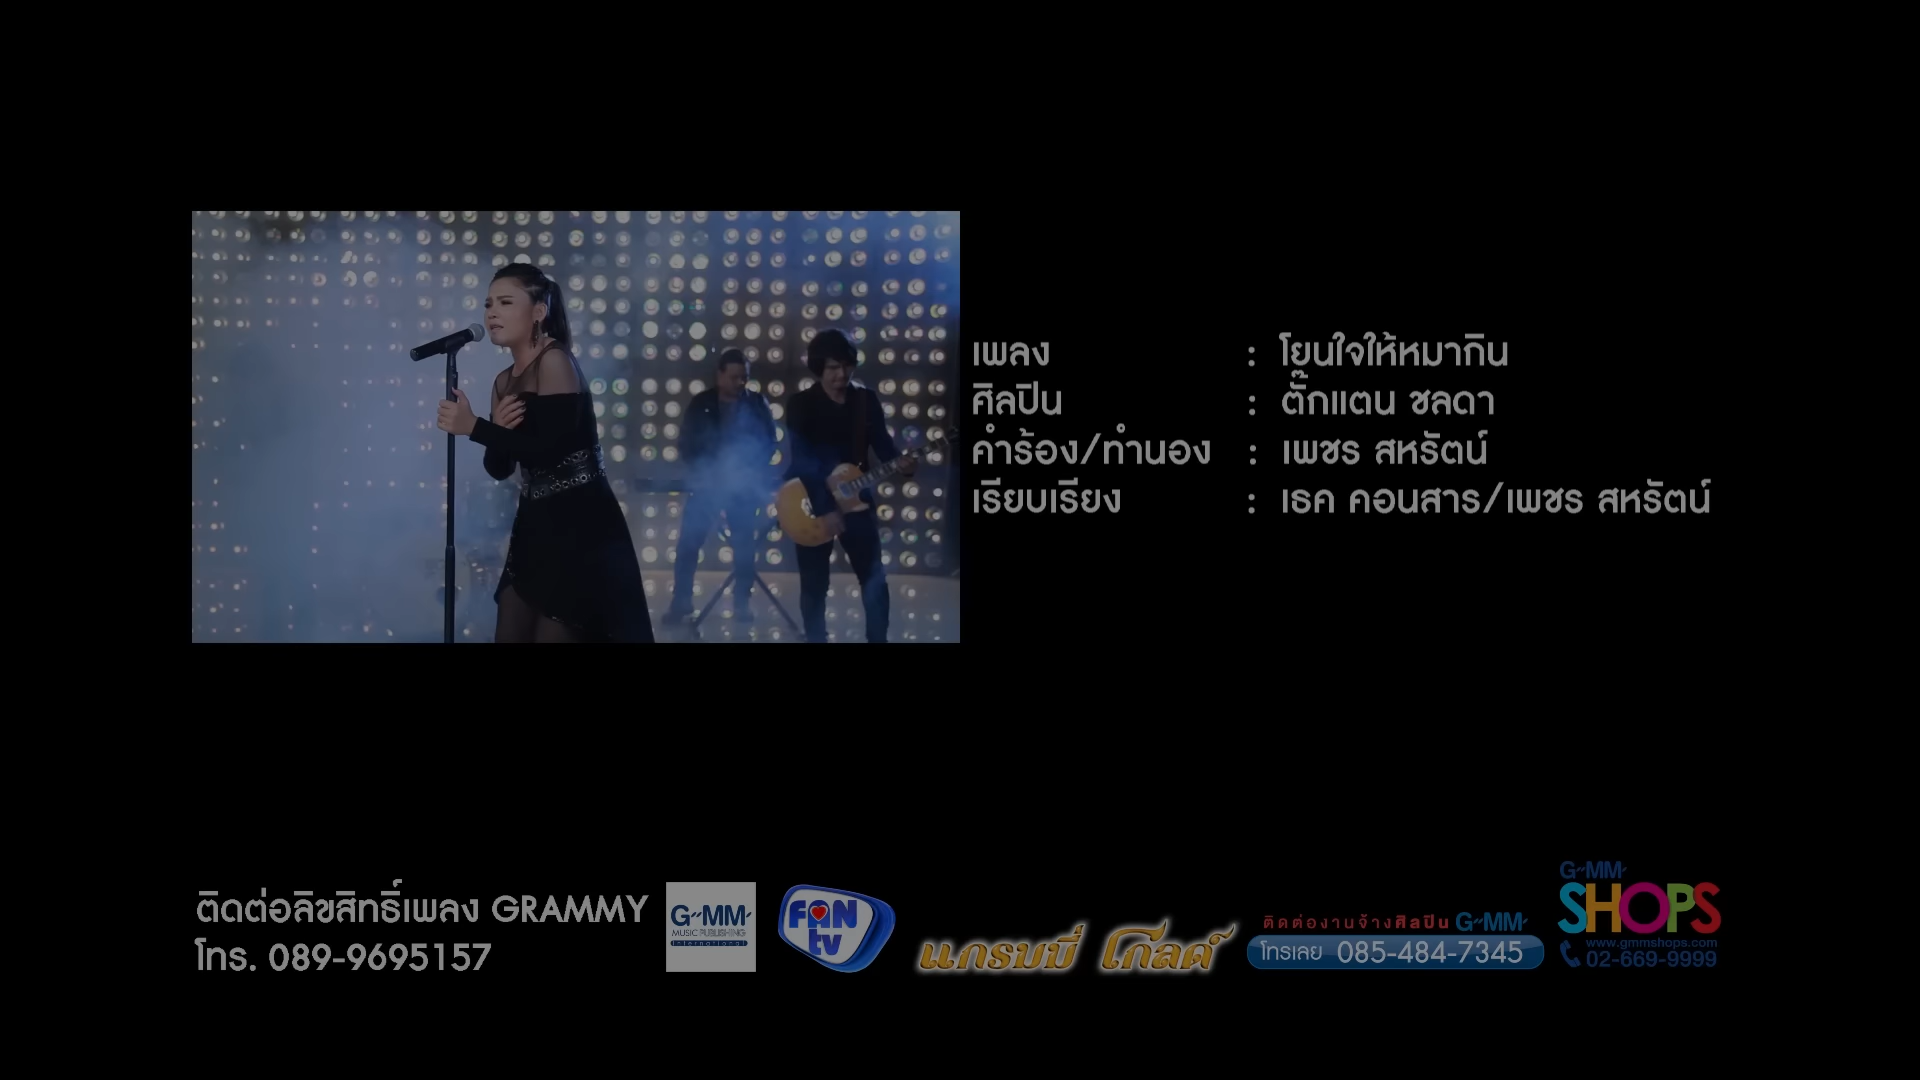 เพลง : โยนใจให้หมากิน
ศิลปิน : ตั๊กแตน ชลดา
คำร้อง/ทำนอง : เพชร สหรัตน์
เรียบเรียง : เธค คอนสาร/เพชร สหรัตน์
ติดต่อลิขสิทธิ์เพลง GRAMMY
โทร. 089-9695157
G"MM'
MUSIC PUBLISHING
International
FAN
tv
แกรมมี่ โกลด์
ติดต่องานจ้างศิลปิน G"MM'
โทรเลย 085-484-7345
G"MM'
SHOPS
www.gmmshops.com
02-669-9999